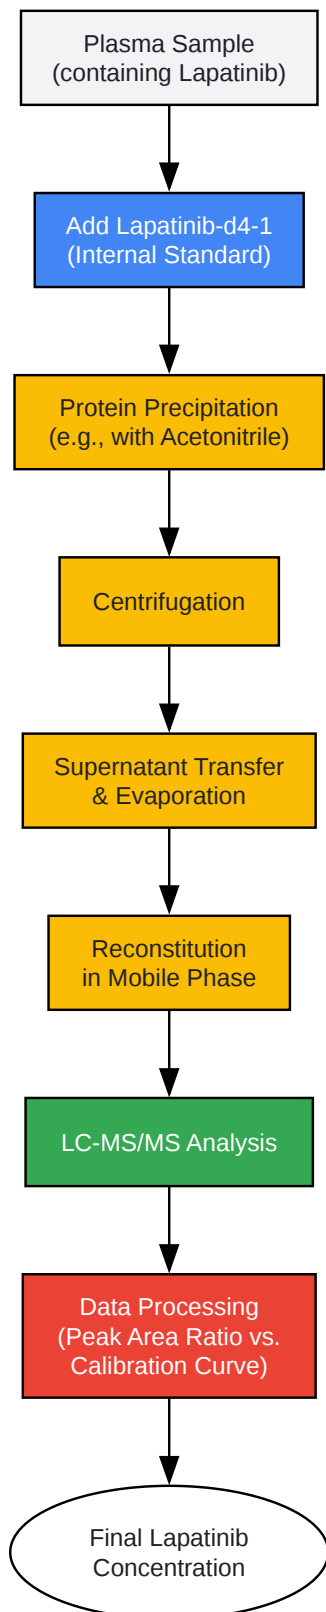 Plasma Sample
(containing Lapatinib)
Add Lapatinib-d4-1
(Internal Standard)
Protein Precipitation
(e.g., with Acetonitrile)
Centrifugation
Supernatant Transfer
& Evaporation
Reconstitution
in Mobile Phase
LC-MS/MS Analysis
Data Processing
(Peak Area Ratio vs.
Calibration Curve)
Final Lapatinib
Concentration